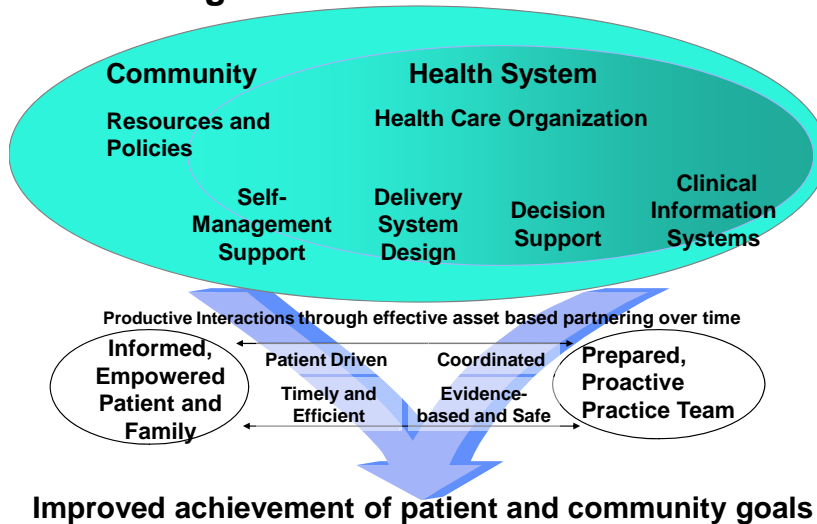 Community
Health System
Resources and
Policies
Health Care Organization
Self-
Management
Support
Delivery
System
Design
Decision
Support
Clinical
Information
Systems
Productive Interactions through effective asset based partnering over time
Informed,
Empowered
Patient and
Family
Patient Driven
Coordinated
Timely and
Efficient
Evidence-
based and Safe
Prepared,
Proactive
Practice Team
Improved achievement of patient and community goals